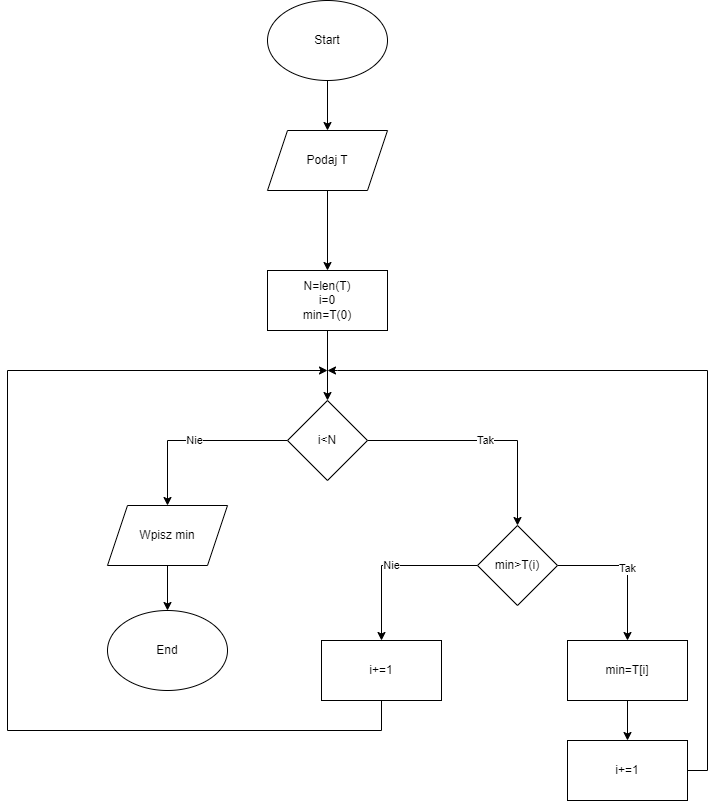 Start
Podaj T
N=len(T)
i=0
min=T(0)
i<N
Nie
Tak
Wpisz min
min>T(i)
Nie
Tak
End
i+=1
min=T[i]
i+=1